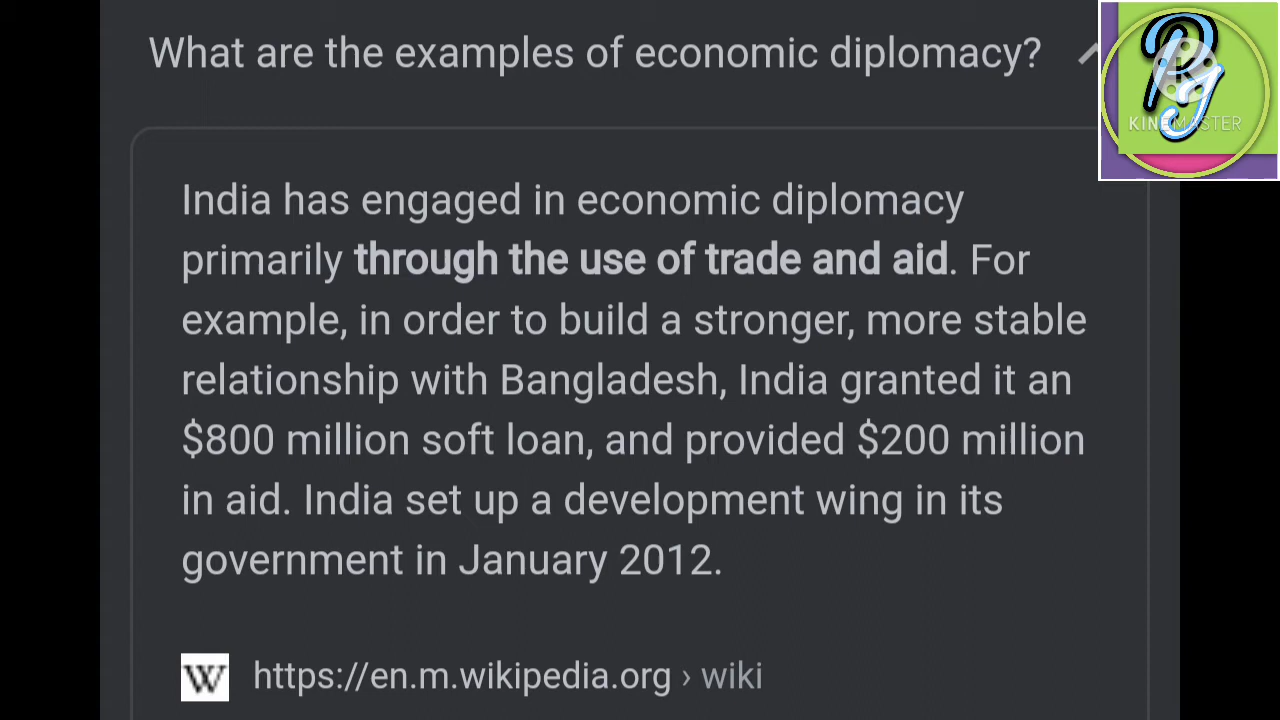 What are the examples of economic diplomacy?
India has engaged in economic diplomacy
primarily through the use of trade and aid. For
example, in order to build a stronger, more stable
relationship with Bangladesh, India granted it an
$800 million soft loan, and provided $200 million
in aid. India set up a development wing in its
government in January 2012.
W https://en.m.wikipedia.org › wiki
KINEMASTER